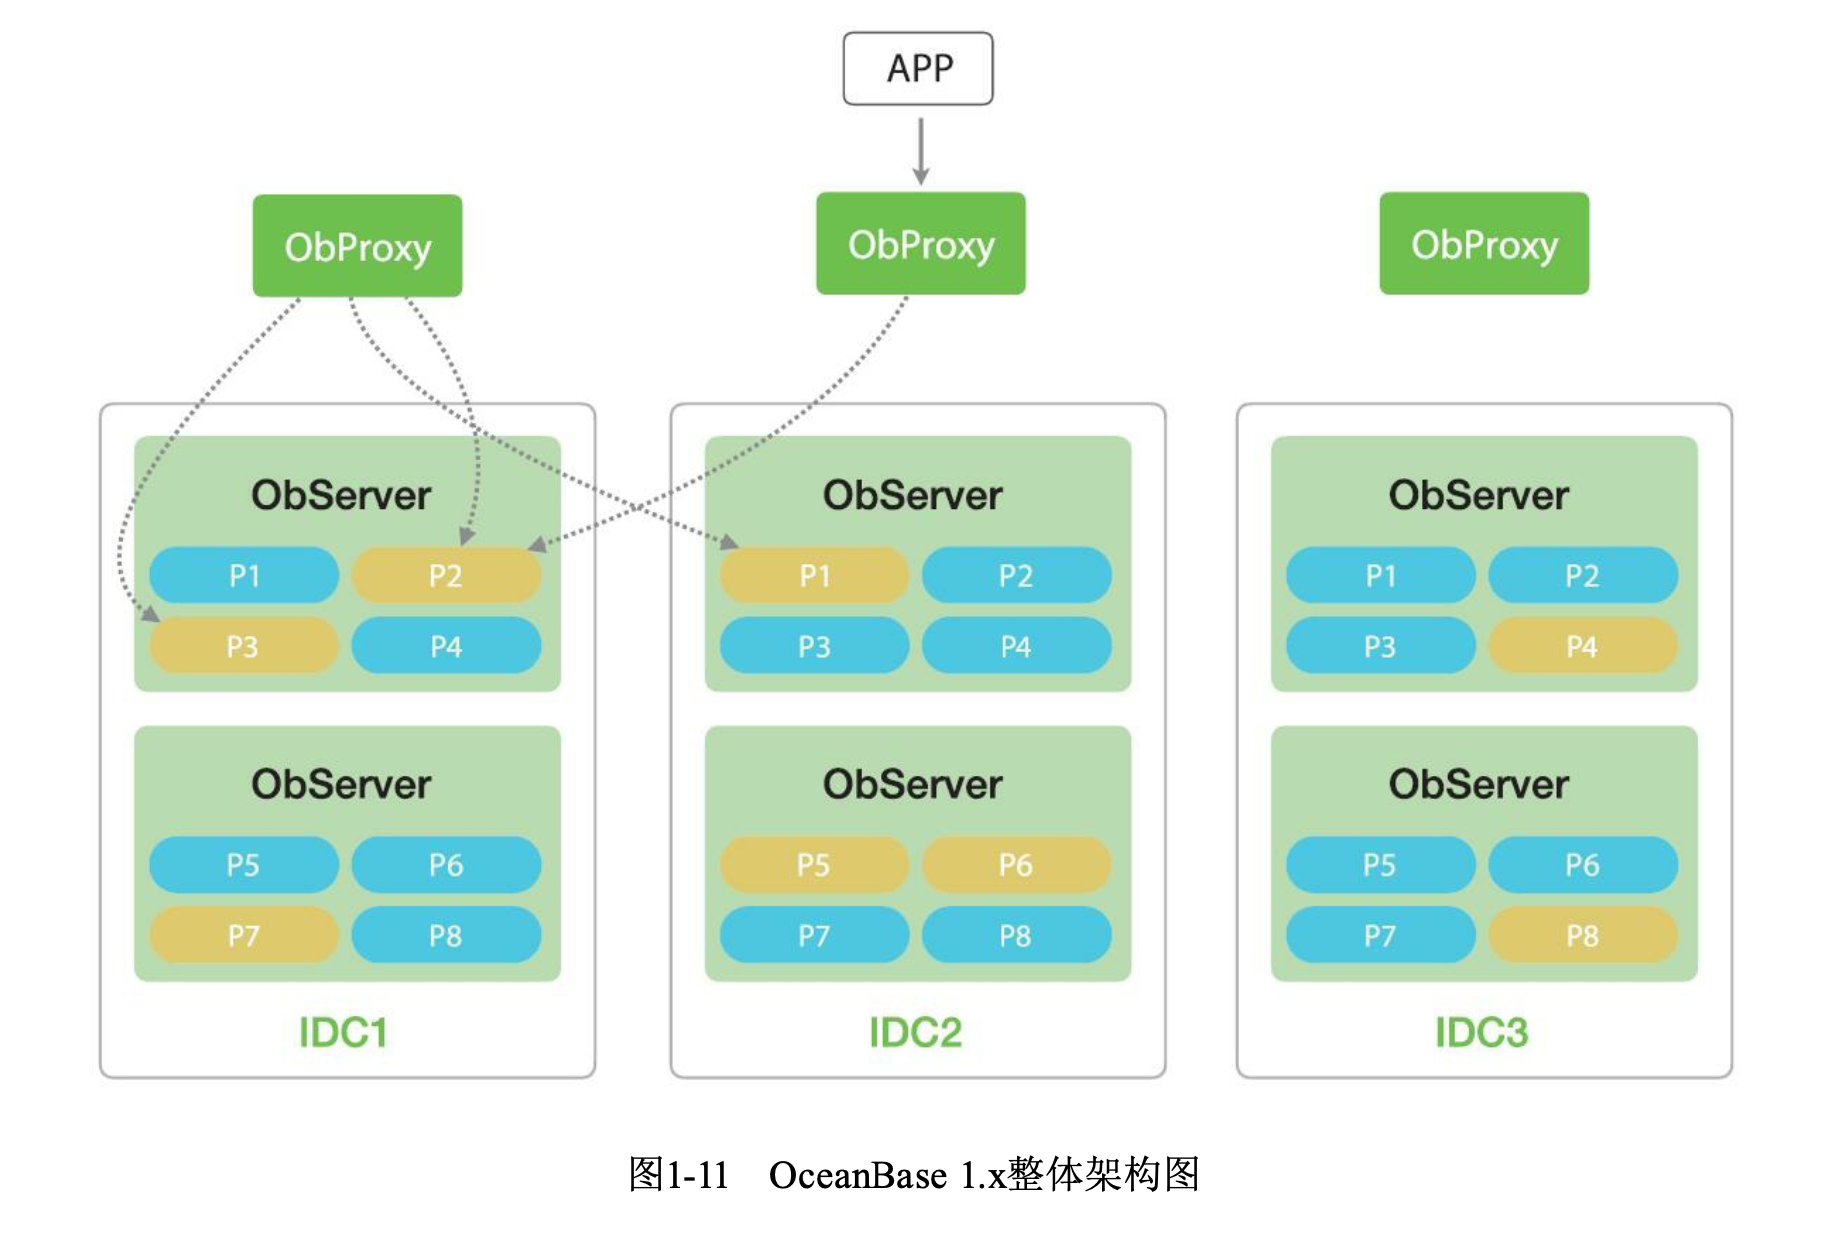 APP
ObProxy
ObProxy
ObProxy
ObServer
P1 P2
P3 P4
ObServer
P5 P6
P7 P8
IDC1
ObServer
P1 P2
P3 P4
ObServer
P5 P6
P7 P8
IDC2
ObServer
P1 P2
P3 P4
ObServer
P5 P6
P7 P8
IDC3
图1-11 OceanBase 1.x整体架构图